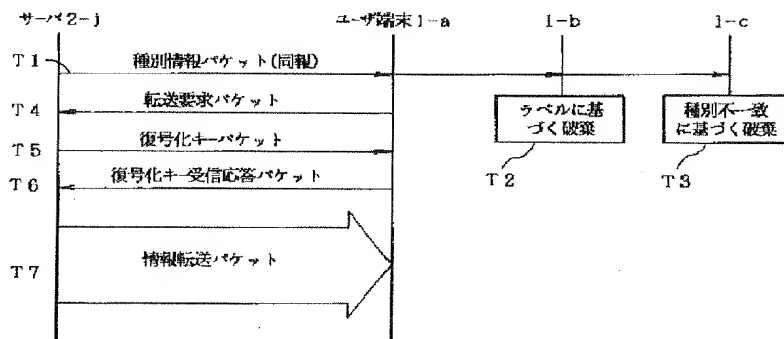 サーバ2-j ユーザ端末1-a 1-b 1-c
T1 種別情報パケット(同報)
T4 転送要求パケット
ラベルに基
づく破棄
種別不一致
に基づく破棄
T5 復号化キーパケット
T2 T3
T6 復号化キー受信応答パケット
T7 情報転送パケット